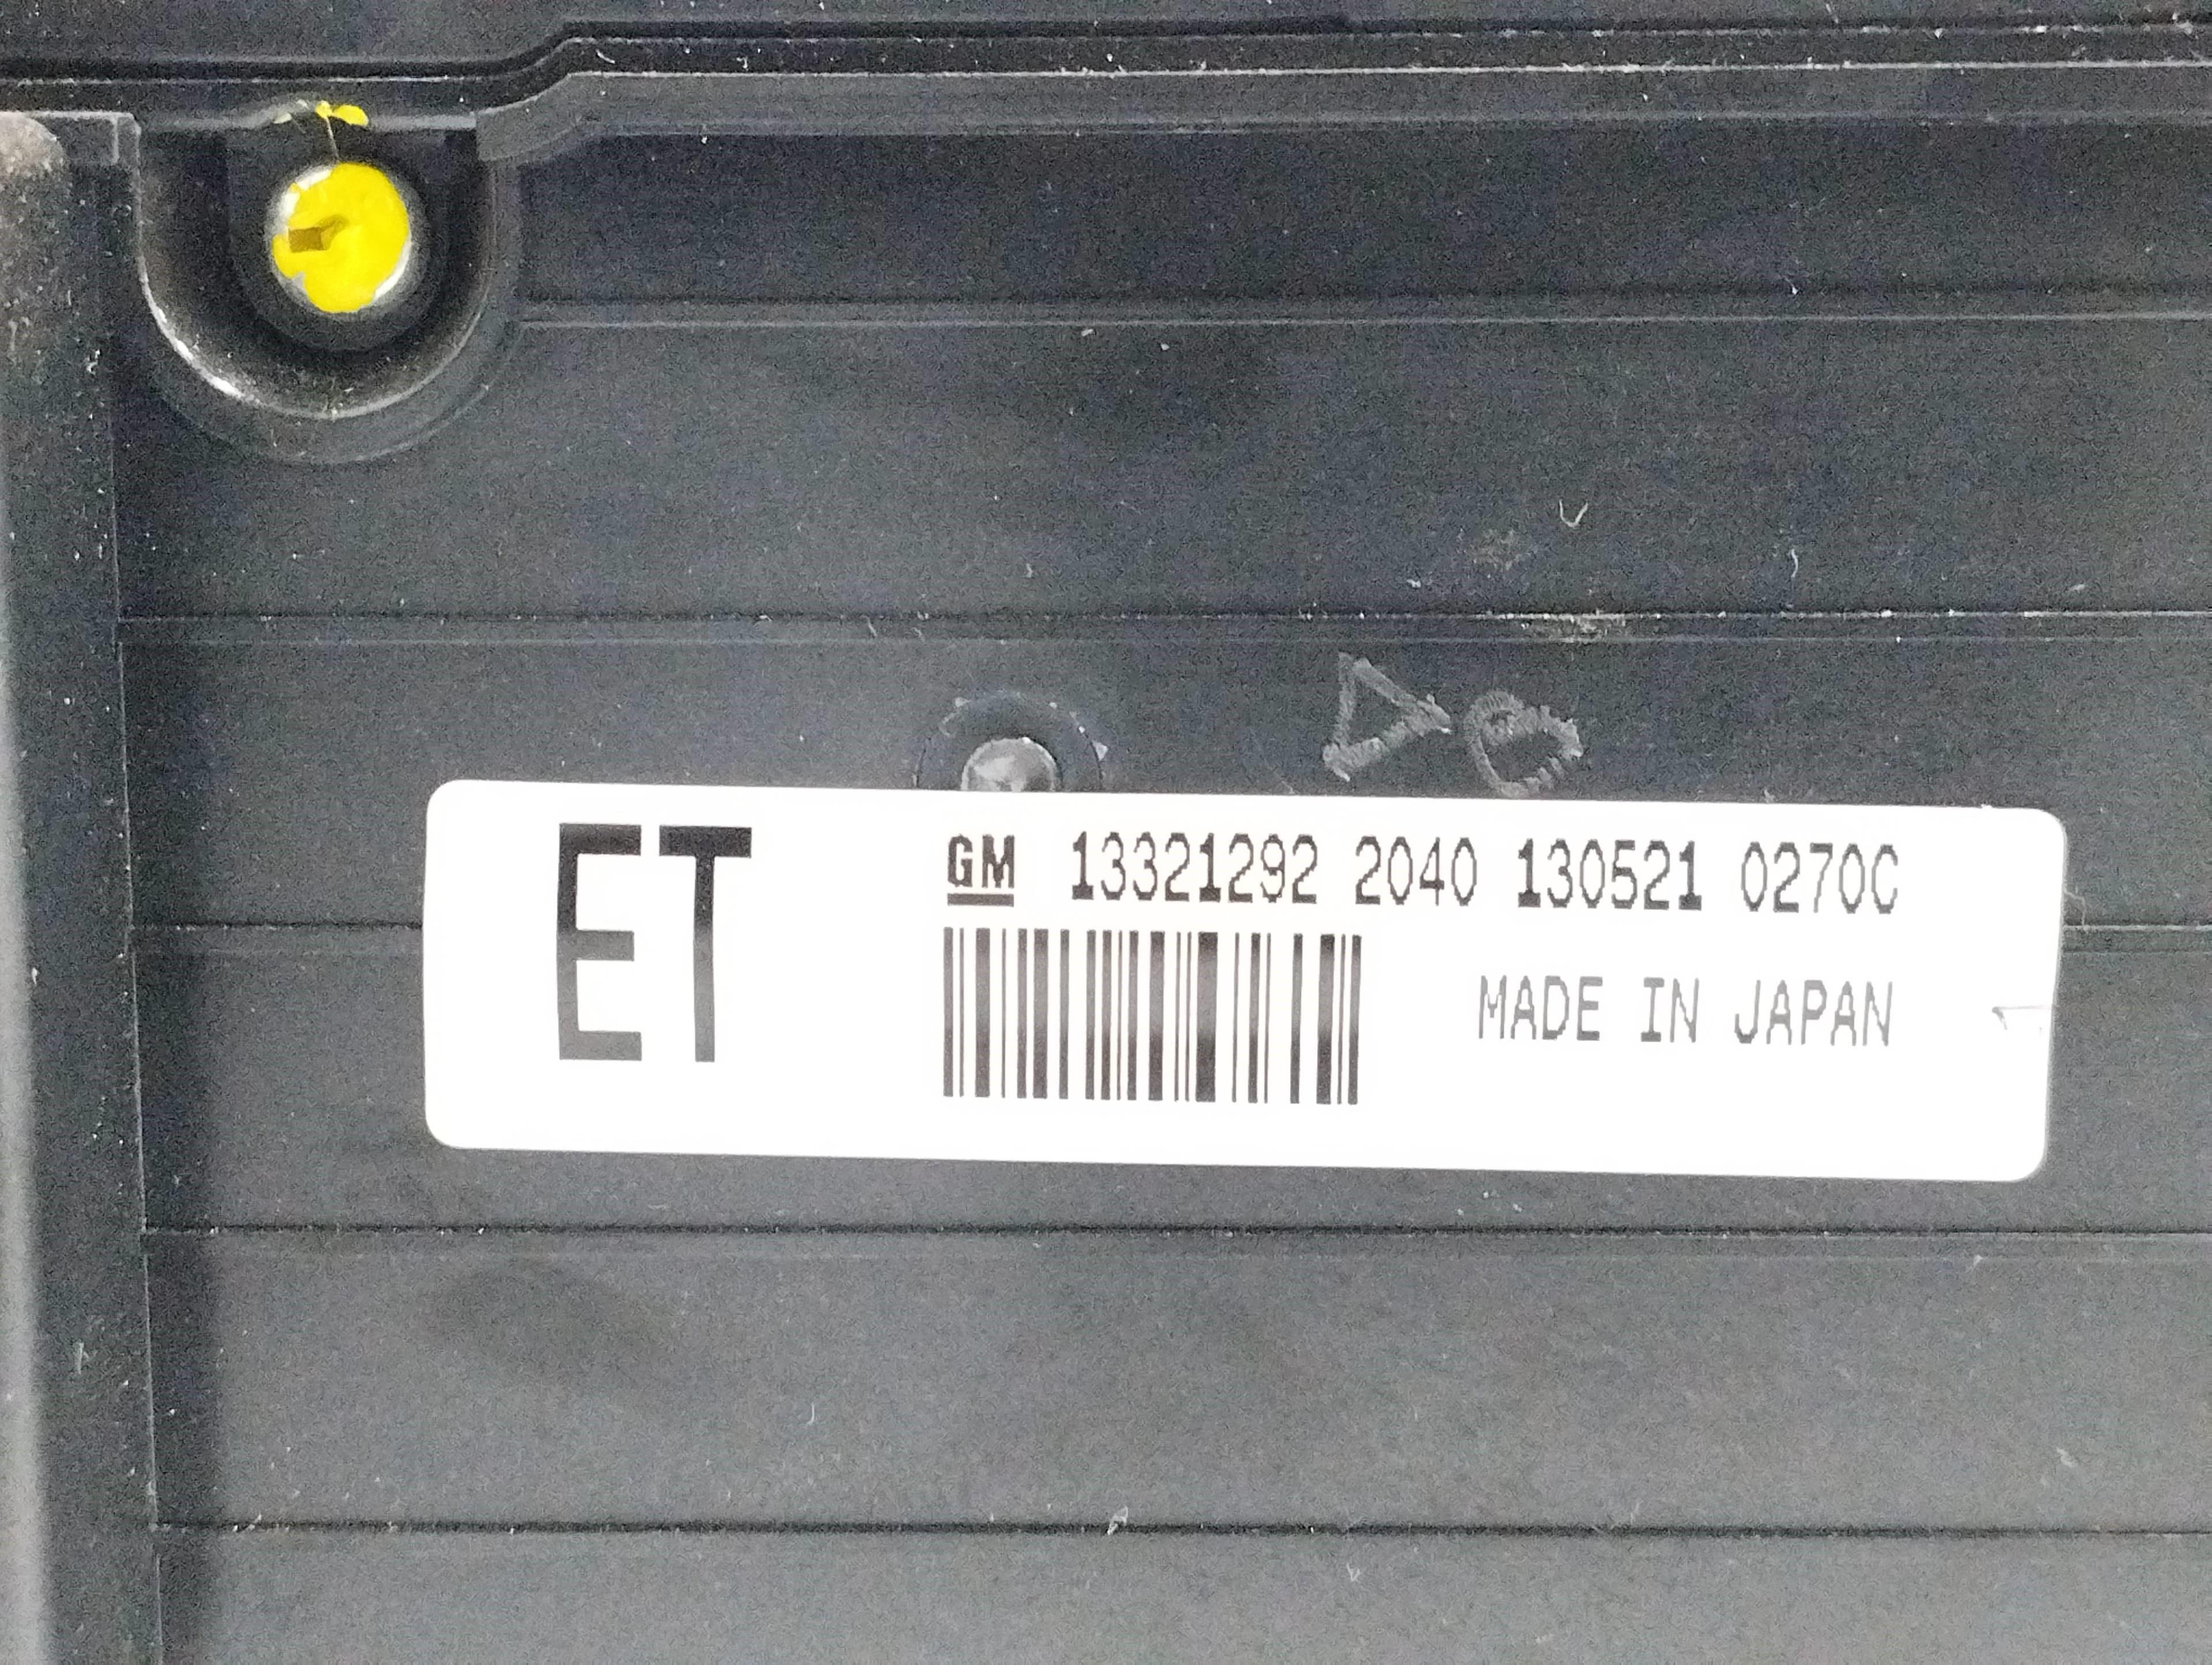 ET
GM 13321292 2040 130521 0270C
MADE IN JAPAN